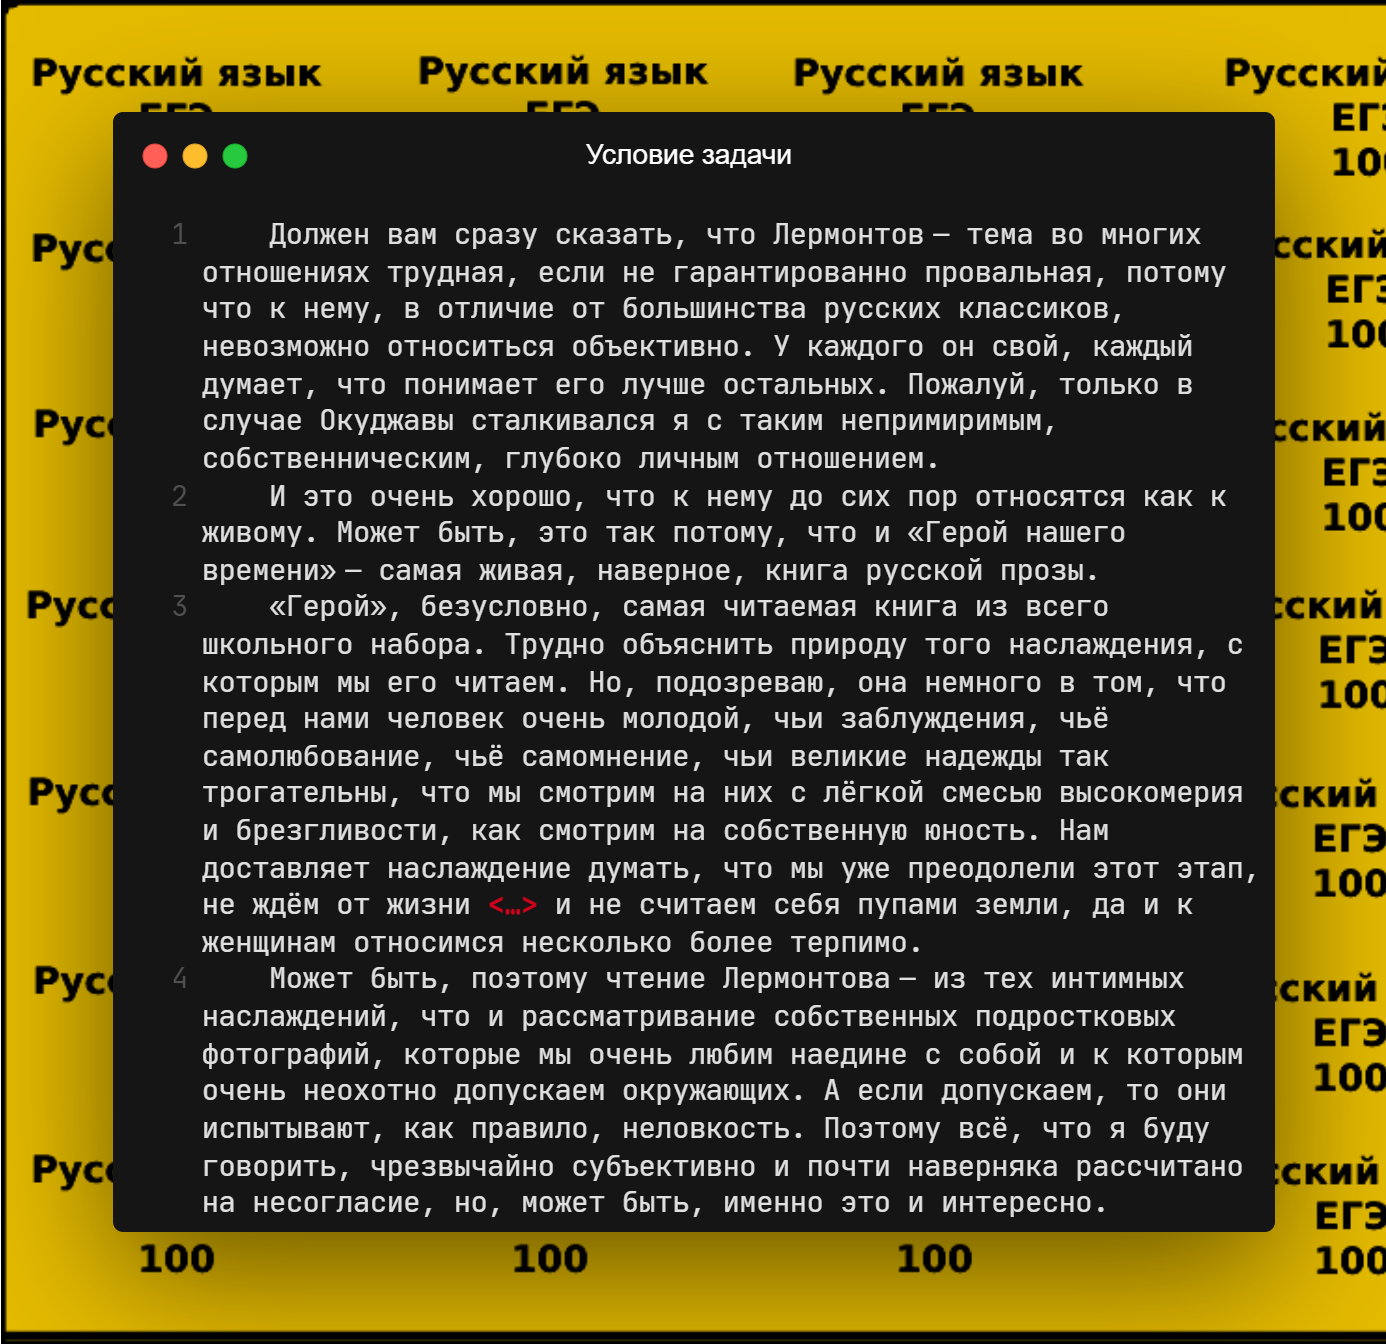 Русский язык Русский язык Русский язык Русский
ЕГЭ ЕГЭ ЕГЭ ЕГЭ
100
Условие задачи
1 Должен вам сразу сказать, что Лермонтов — тема во многих
отношениях трудная, если не гарантированно провальная, потому
что к нему, в отличие от большинства русских классиков,
невозможно относиться объективно. У каждого он свой, каждый
думает, что понимает его лучше остальных. Пожалуй, только в
случае Окуджавы сталкивался я с таким непримиримым,
собственническим, глубоко личным отношением.
2 И это очень хорошо, что к нему до сих пор относятся как к
живому. Может быть, это так потому, что и «Герой нашего
времени» — самая живая, наверное, книга русской прозы.
3 «Герой», безусловно, самая читаемая книга из всего
школьного набора. Трудно объяснить природу того наслаждения, с
которым мы его читаем. Но, подозреваю, она немного в том, что
перед нами человек очень молодой, чьи заблуждения, чьё
самолюбование, чьё самомнение, чьи великие надежды так
трогательны, что мы смотрим на них с лёгкой смесью высокомерия
и брезгливости, как смотрим на собственную юность. Нам
доставляет наслаждение думать, что мы уже преодолели этот этап,
не ждём от жизни <…> и не считаем себя пупами земли, да и к
женщинам относимся несколько более терпимо.
4 Может быть, поэтому чтение Лермонтова — из тех интимных
наслаждений, что и рассматривание собственных подростковых
фотографий, которые мы очень любим наедине с собой и к которым
очень неохотно допускаем окружающих. А если допускаем, то они
испытывают, как правило, неловкость. Поэтому всё, что я буду
говорить, чрезвычайно субъективно и почти наверняка рассчитано
на несогласие, но, может быть, именно это и интересно.
100 100 100 100